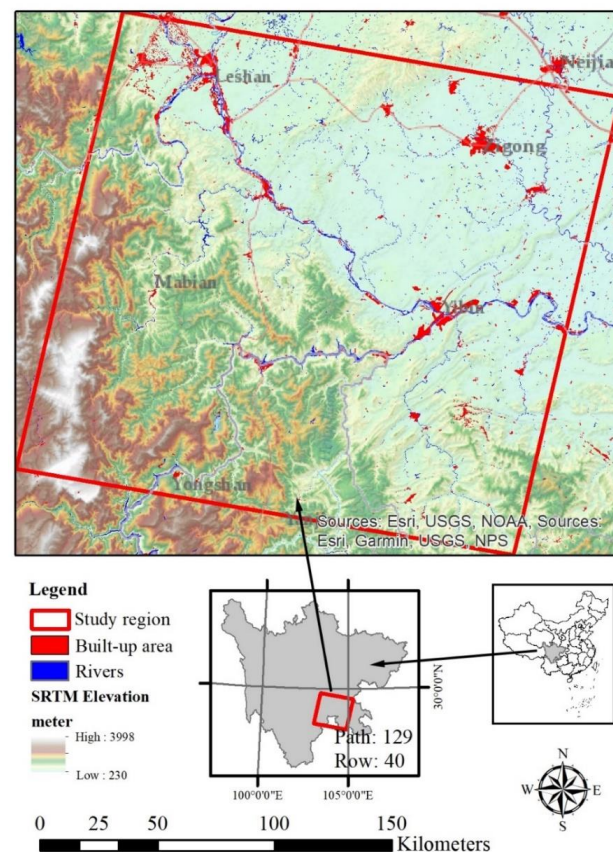 Leshan
Neijia
gong
Mabian
Yibin
Yongshan
Sources: Esri, USGS, NOAA, Sources:
Esri, Garmin, USGS, NPS
Legend
Study region
Built-up area
Rivers
SRTM Elevation
meter
High : 3998
Low : 230
30°0'0"N
Path: 129
Row: 40
100°0'0"E 105°0'0"E
N
W E
S
0 25 50 100 150
Kilometers